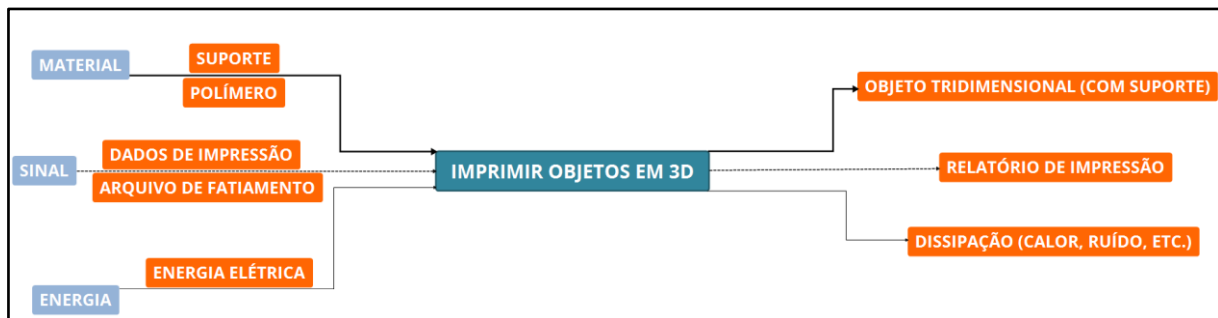 MATERIAL
SUPORTE
POLÍMERO
SINAL
DADOS DE IMPRESSÃO
ARQUIVO DE FATIAMENTO
ENERGIA
ENERGIA ELÉTRICA
IMPRIMIR OBJETOS EM 3D
OBJETO TRIDIMENSIONAL (COM SUPORTE)
RELATÓRIO DE IMPRESSÃO
DISSIPAÇÃO (CALOR, RUÍDO, ETC.)